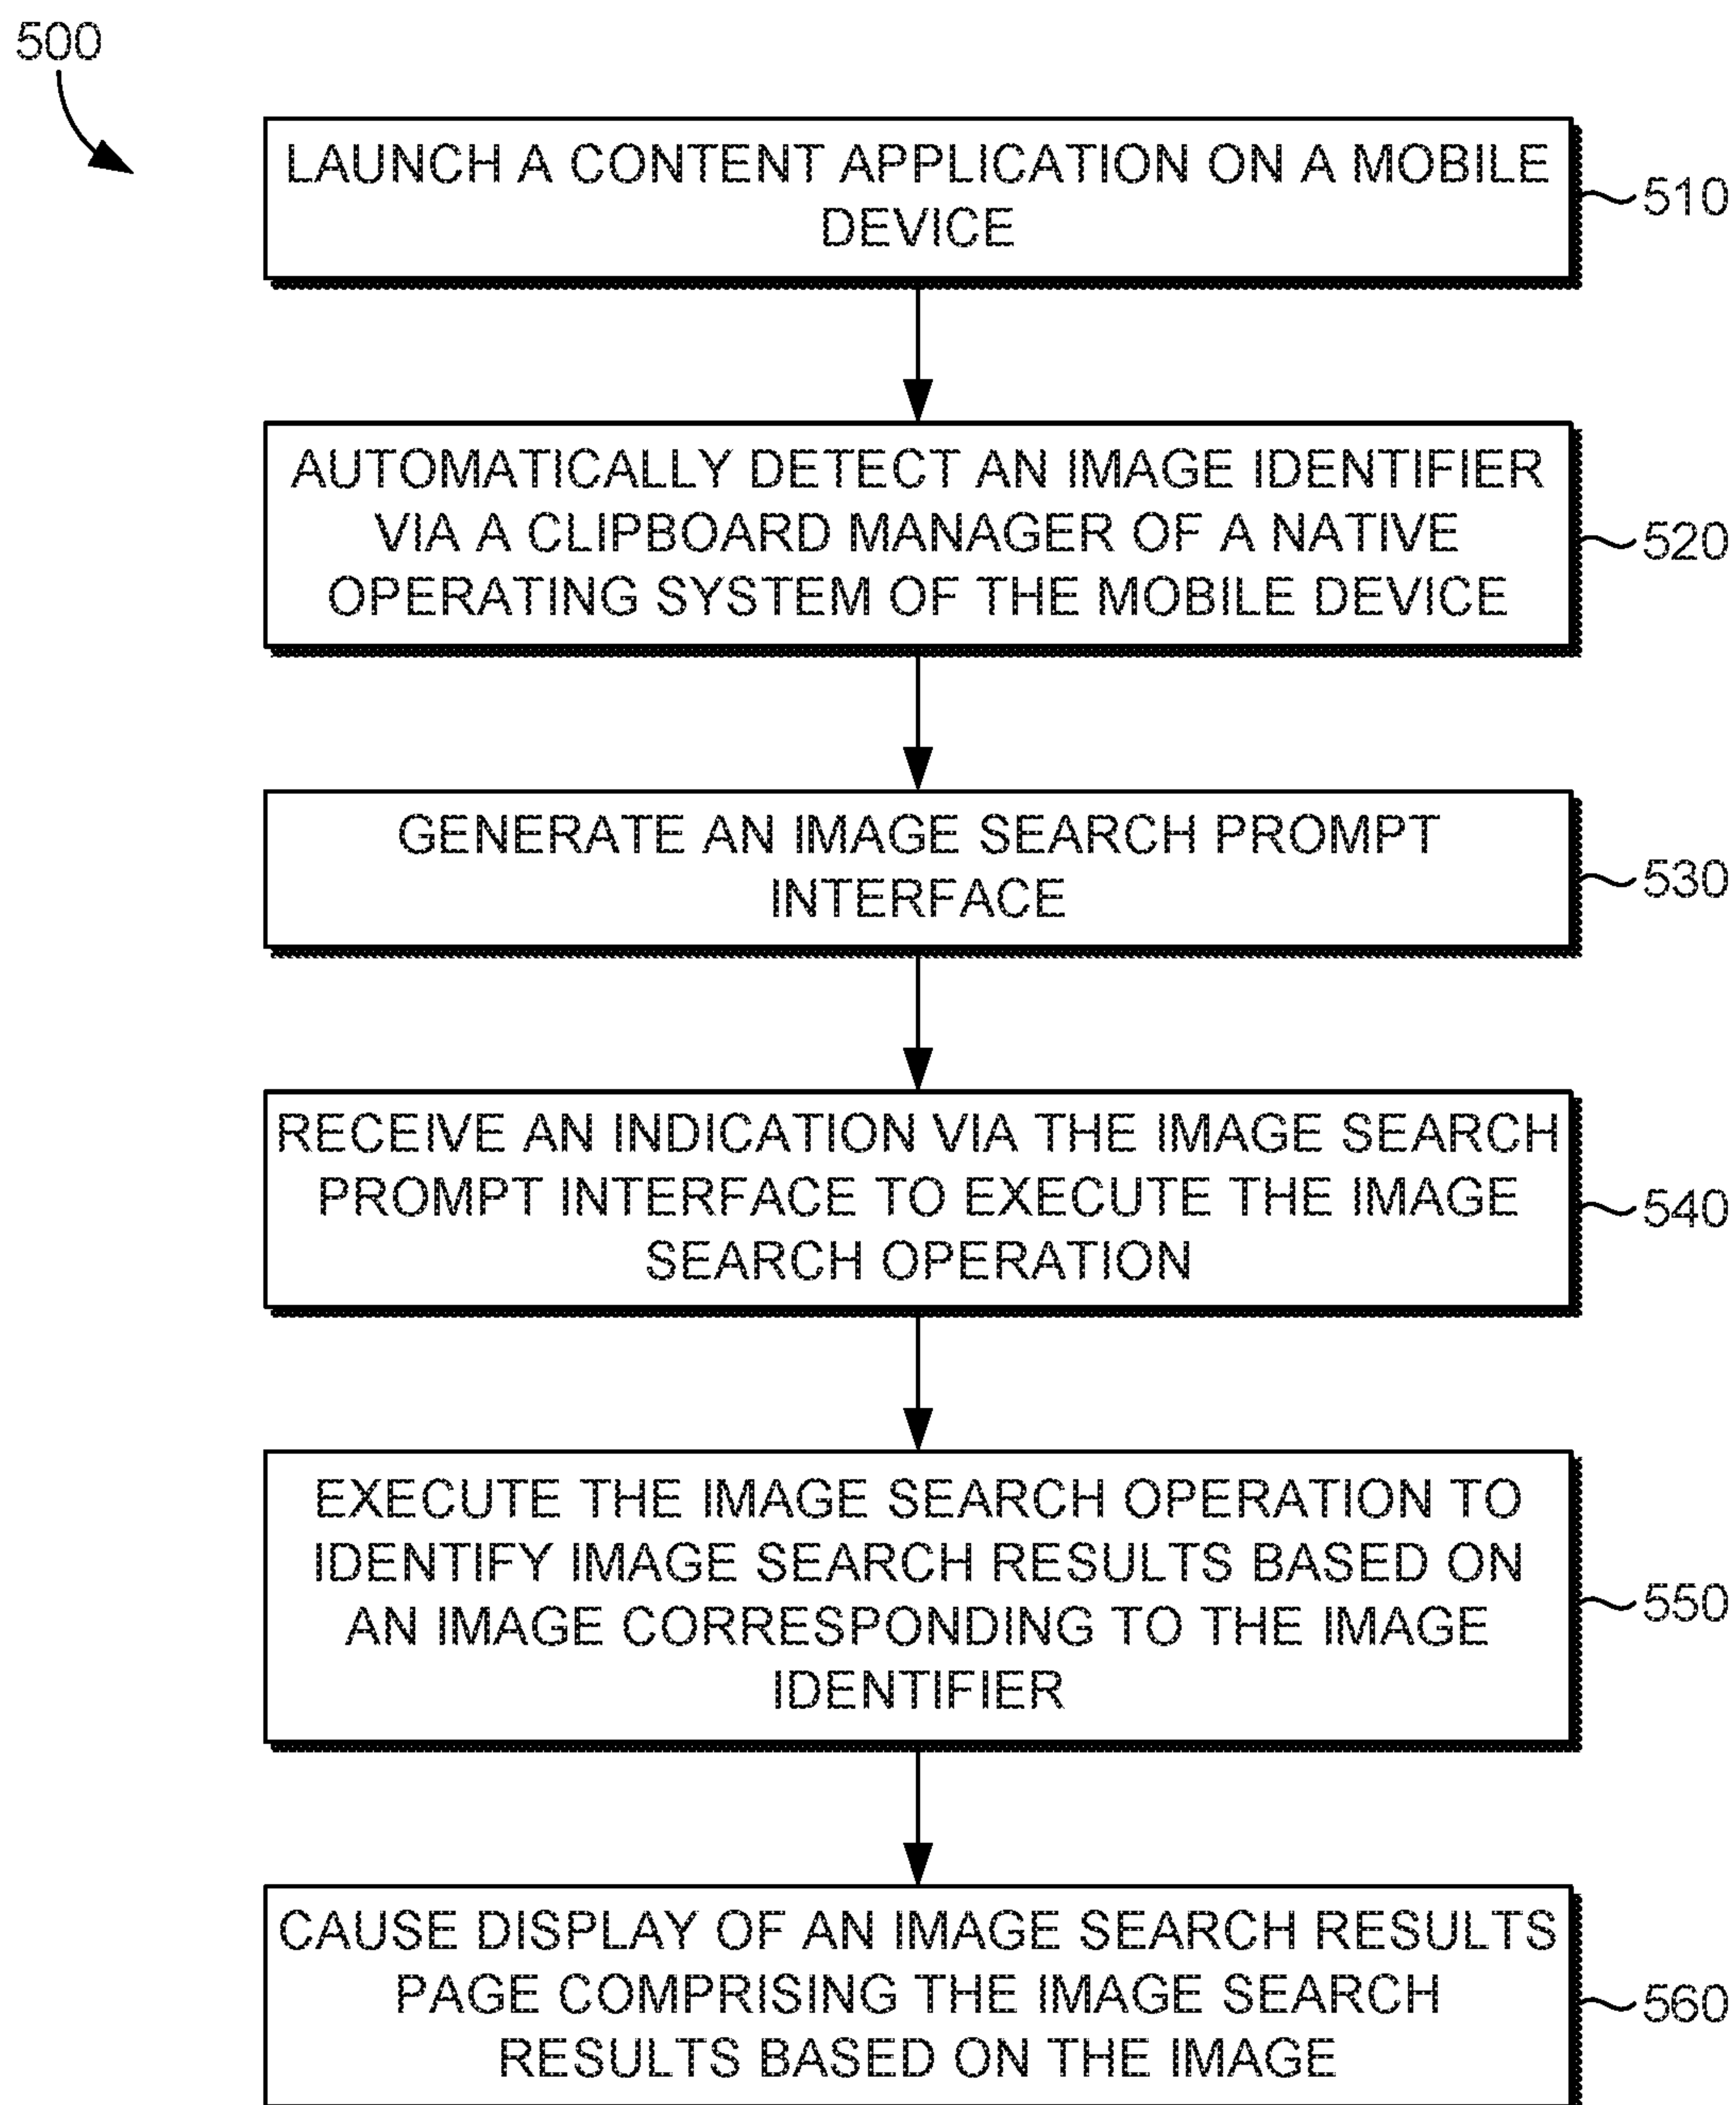 500
LAUNCH A CONTENT APPLICATION ON A MOBILE
DEVICE
510
AUTOMATICALLY DETECT AN IMAGE IDENTIFIER
VIA A CLIPBOARD MANAGER OF A NATIVE
OPERATING SYSTEM OF THE MOBILE DEVICE
520
GENERATE AN IMAGE SEARCH PROMPT
INTERFACE
530
RECEIVE AN INDICATION VIA THE IMAGE SEARCH
PROMPT INTERFACE TO EXECUTE THE IMAGE
SEARCH OPERATION
540
EXECUTE THE IMAGE SEARCH OPERATION TO
IDENTIFY IMAGE SEARCH RESULTS BASED ON
AN IMAGE CORRESPONDING TO THE IMAGE
IDENTIFIER
550
CAUSE DISPLAY OF AN IMAGE SEARCH RESULTS
PAGE COMPRISING THE IMAGE SEARCH
RESULTS BASED ON THE IMAGE
560